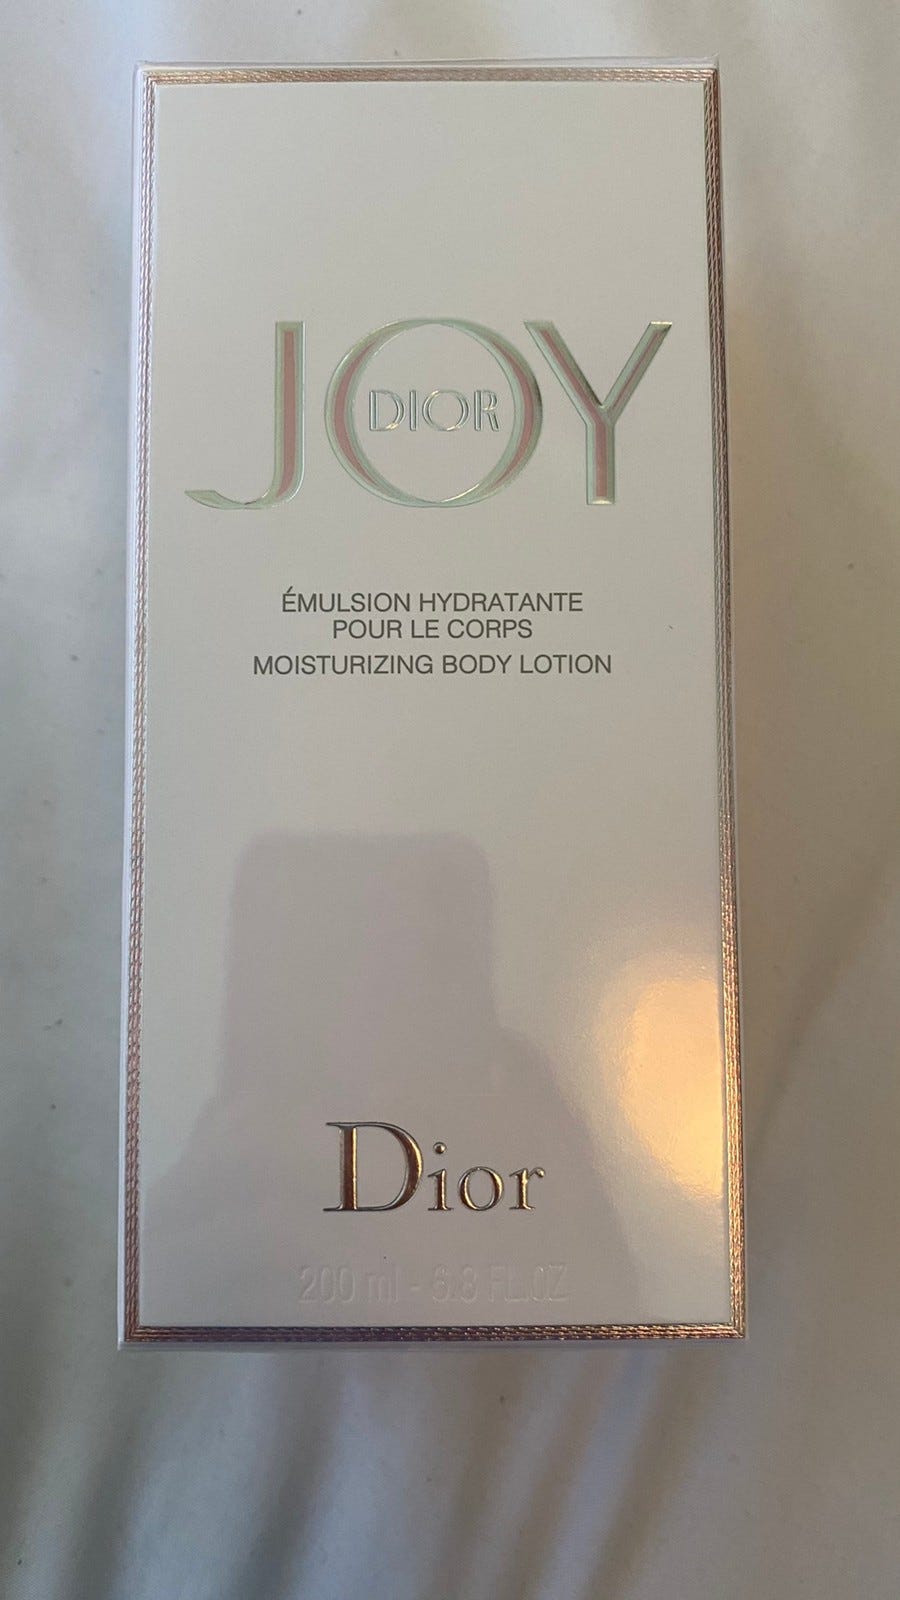 JOY
DIOR
ÉMULSION HYDRATANTE
POUR LE CORPS
MOISTURIZING BODY LOTION
Dior
200 ml - 6.8 FL.OZ